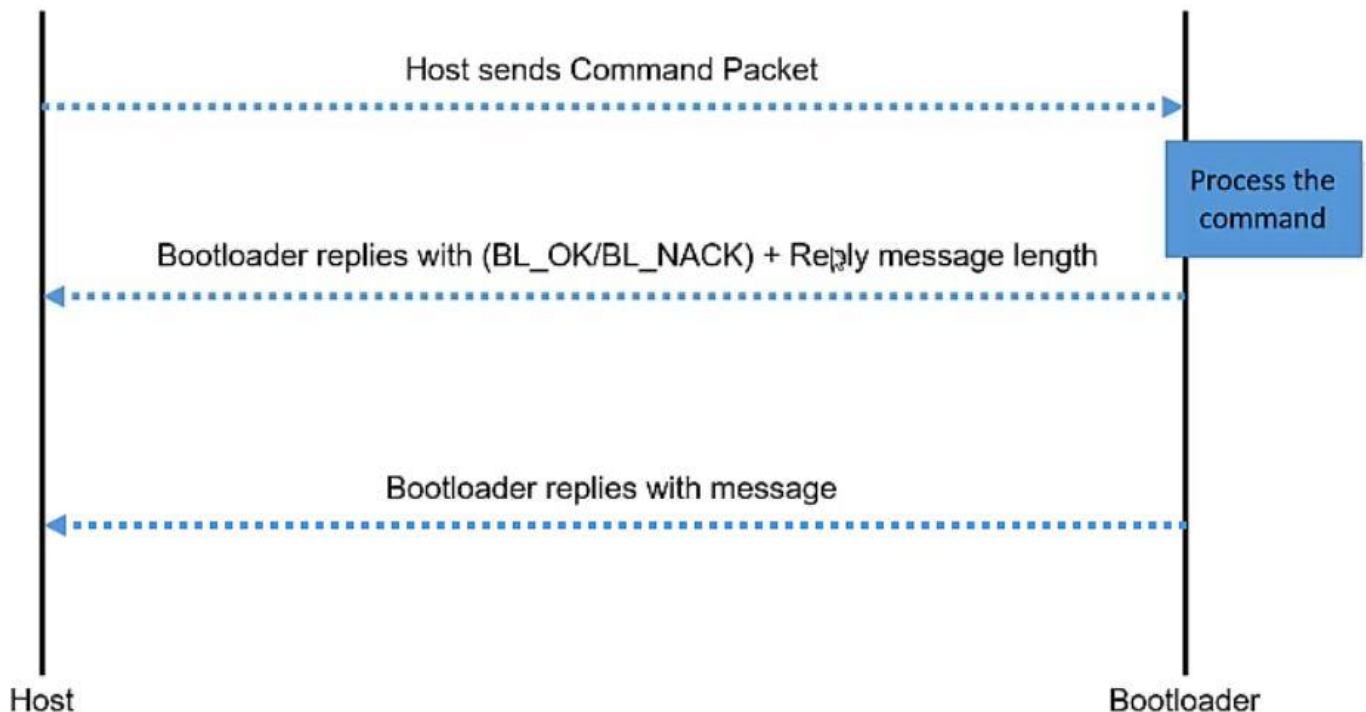 Host sends Command Packet
Process the
command
Bootloader replies with (BL_OK/BL_NACK) + Reply message length
Bootloader replies with message
Host
Bootloader